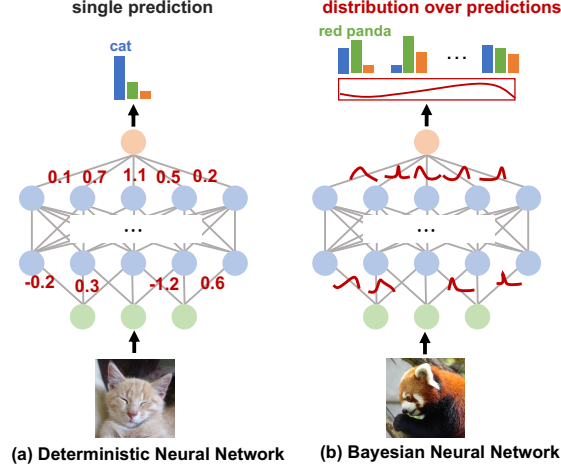 single prediction
distribution over predictions
cat
red panda
...
0.1 0.7 1.1 0.5 0.2
...
...
-0.2 0.3 -1.2 0.6
(a) Deterministic Neural Network
(b) Bayesian Neural Network